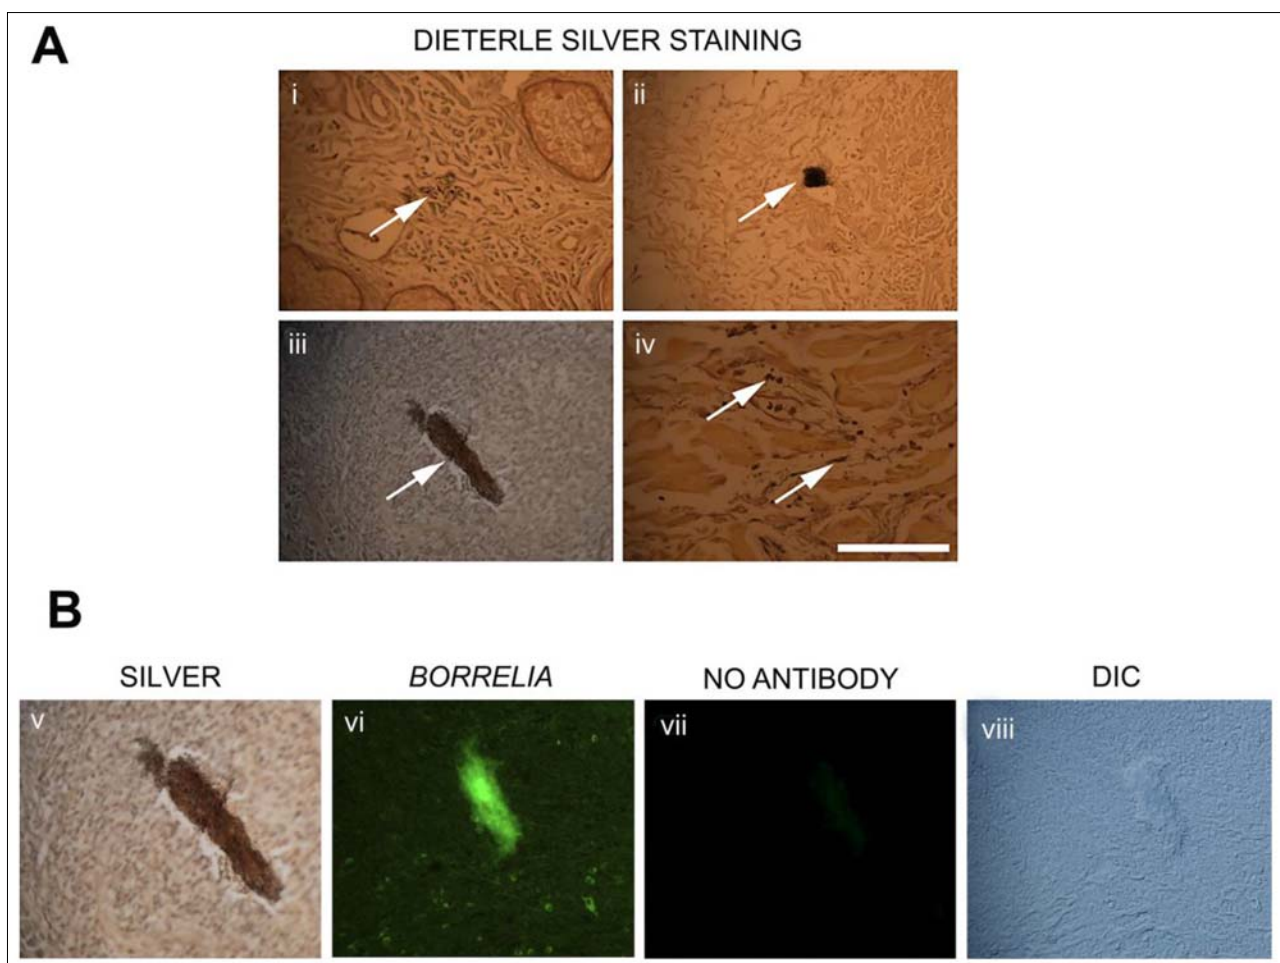 A
DIETERLE SILVER STAINING
i
ii
iii
iv
B
SILVER
BORRELIA
NO ANTIBODY
DIC
v
vi
vii
viii